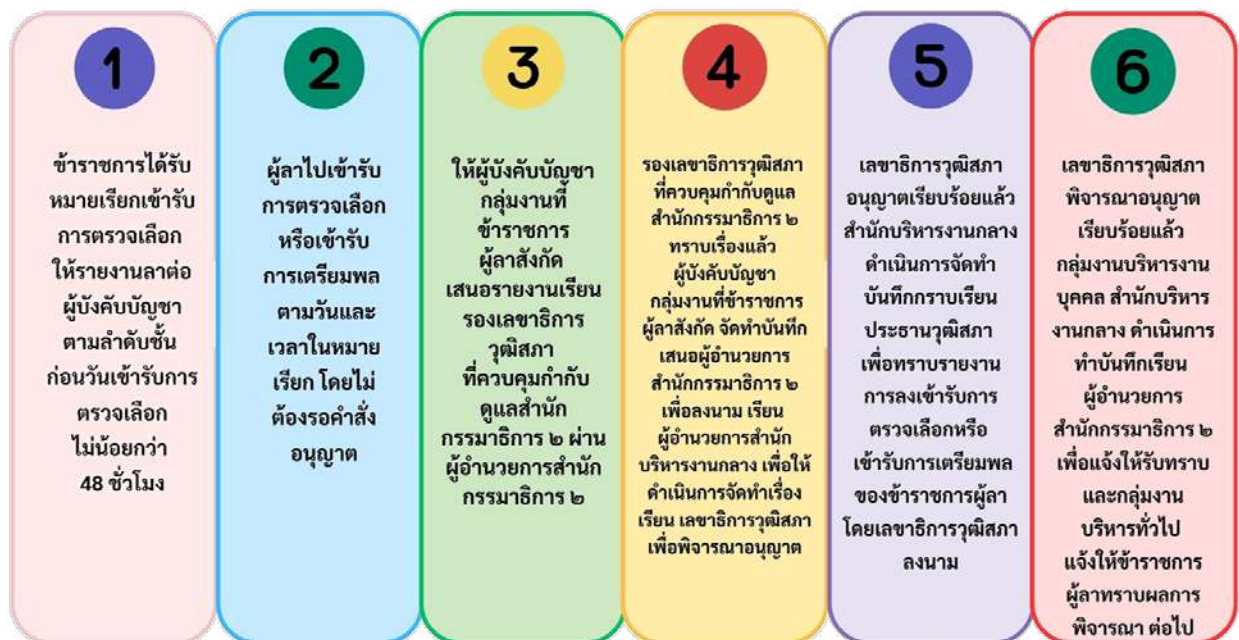 1
ข้าราชการได้รับ
หมายเรียกเข้ารับ
การตรวจเลือก
ให้รายงานลาต่อ
ผู้บังคับบัญชา
ตามลำดับชั้น
ก่อนวันเข้ารับการ
ตรวจเลือก
ไม่น้อยกว่า
48 ชั่วโมง
2
ผู้ลาไปเข้ารับ
การตรวจเลือก
หรือเข้ารับ
การเตรียมพล
ตามวันและ
เวลาในหมาย
เรียก โดยไม่
ต้องรอคำสั่ง
อนุญาต
3
ให้ผู้บังคับบัญชา
กลุ่มงานที่
ข้าราชการ
ผู้ลาสังกัด
เสนอรายงานเรียน
รองเลขาธิการ
วุฒิสภา
ที่ควบคุมกำกับ
ดูแลสำนัก
กรรมาธิการ ๒ ผ่าน
ผู้อำนวยการสำนัก
กรรมาธิการ ๒
4
รองเลขาธิการวุฒิสภา
ที่ควบคุมกำกับดูแล
สำนักกรรมาธิการ ๒
ทราบเรื่องแล้ว
ผู้บังคับบัญชา
กลุ่มงานที่ข้าราชการ
ผู้ลาสังกัด จัดทำบันทึก
เสนอผู้อำนวยการ
สำนักกรรมาธิการ ๒
เพื่อลงนาม เรียน
ผู้อำนวยการสำนัก
บริหารงานกลาง เพื่อให้
ดำเนินการจัดทำเรื่อง
เรียน เลขาธิการวุฒิสภา
เพื่อพิจารณาอนุญาต
5
เลขาธิการวุฒิสภา
อนุญาตเรียบร้อยแล้ว
สำนักบริหารงานกลาง
ดำเนินการจัดทำ
บันทึกกราบเรียน
ประธานวุฒิสภา
เพื่อทราบรายงาน
การลงเข้ารับการ
ตรวจเลือกหรือ
เข้ารับการเตรียมพล
ของข้าราชการผู้ลา
โดยเลขาธิการวุฒิสภา
ลงนาม
6
เลขาธิการวุฒิสภา
พิจารณาอนุญาต
เรียบร้อยแล้ว
กลุ่มงานบริหารงาน
บุคคล สำนักบริหาร
งานกลาง ดำเนินการ
ทำบันทึกเรียน
ผู้อำนวยการ
สำนักกรรมาธิการ ๒
เพื่อแจ้งให้รับทราบ
และกลุ่มงาน
บริหารทั่วไป
แจ้งให้ข้าราชการ
ผู้ลาทราบผลการ
พิจารณา ต่อไป